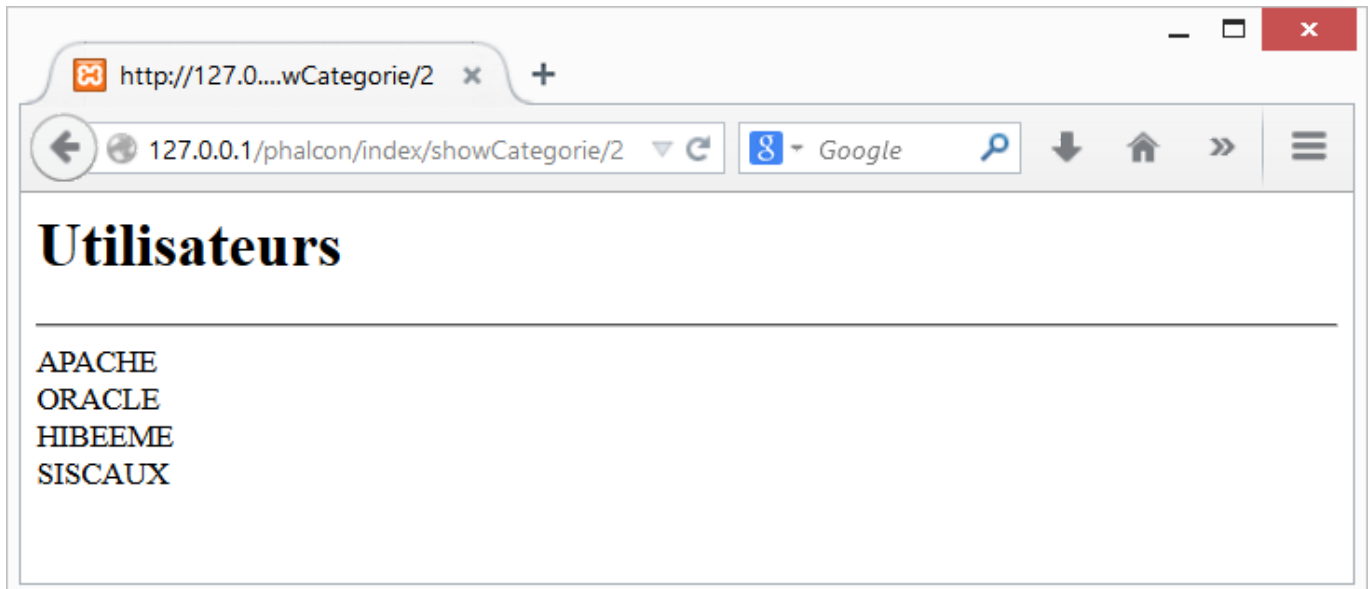 http://127.0....wCategorie/2
127.0.0.1/phalcon/index/showCategorie/2
8 Google
Utilisateurs
APACHE
ORACLE
HIBEEME
SISCAUX